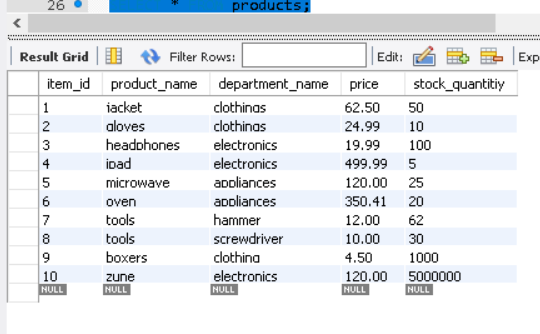 26 * products;
Result Grid Filter Rows: Edit: Exp
item_id product_name department_name price stock_quantitiy
1 jacket clothings 62.50 50
2 gloves clothings 24.99 10
3 headphones electronics 19.99 100
4 ipad electronics 499.99 5
5 microwave appliances 120.00 25
6 oven appliances 350.41 20
7 tools hammer 12.00 62
8 tools screwdriver 10.00 30
9 boxers clothing 4.50 1000
10 zune electronics 120.00 5000000
NULL NULL NULL NULL NULL